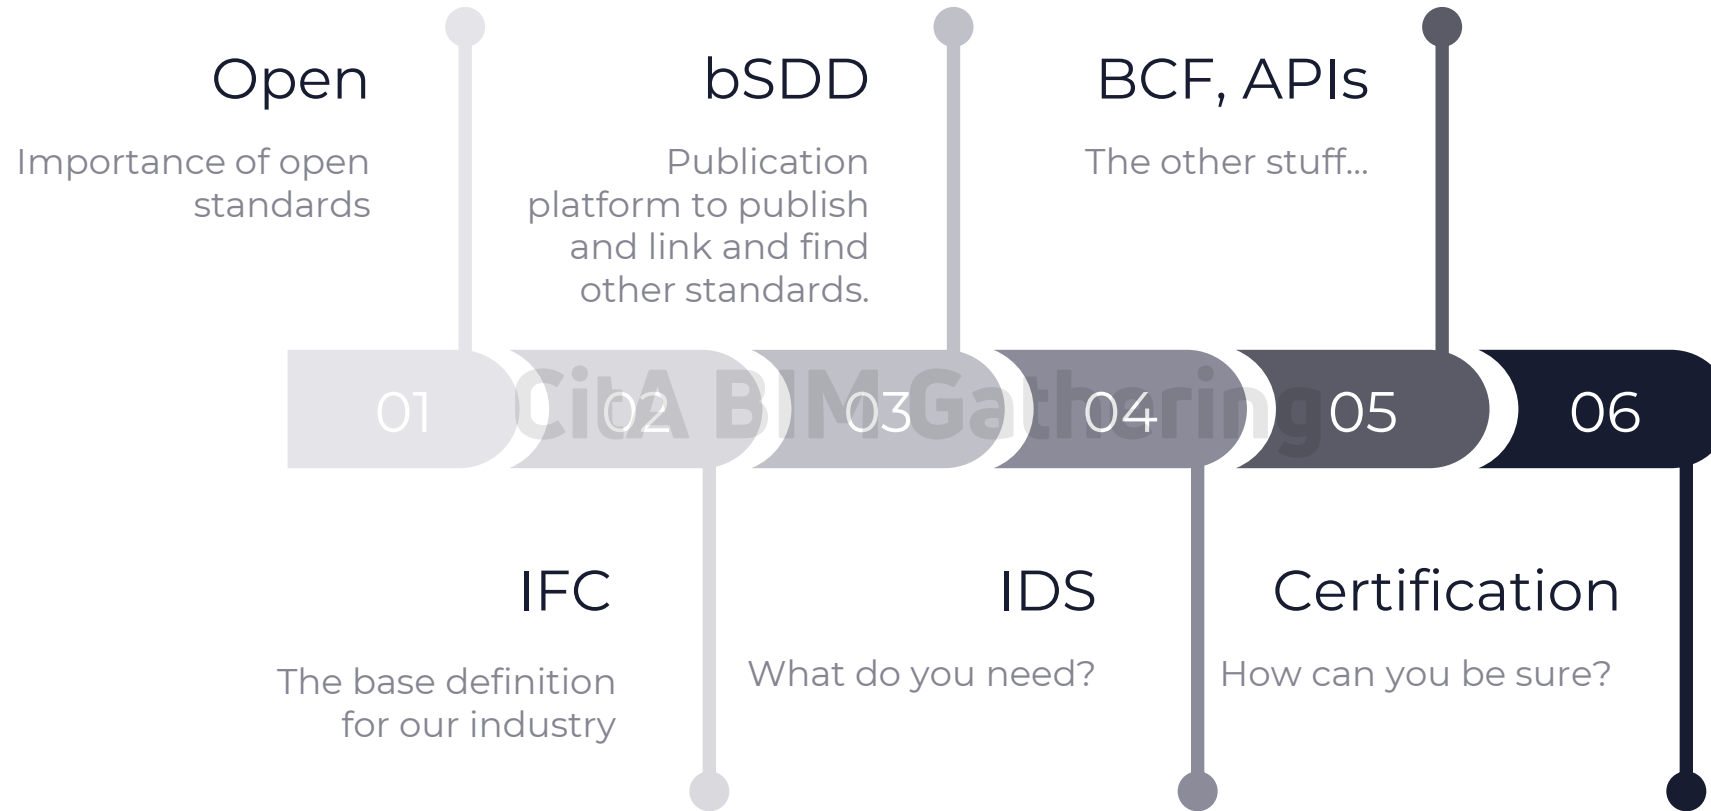 Open
Importance of open
standards
bSDD
Publication
platform to publish
and link and find
other standards.
BCF, APIs
The other stuff...
01
02
03
04
05
06
CitA BIM Gathering
IFC
The base definition
for our industry
IDS
What do you need?
Certification
How can you be sure?